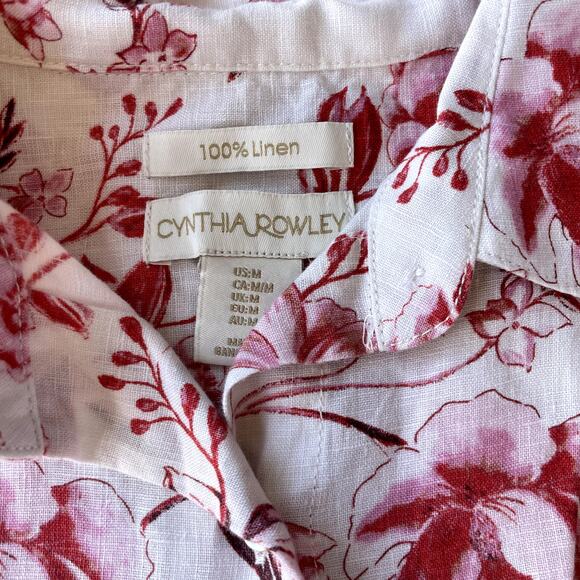 100% Linen
CYNTHIA ROWLEY
US:M
CA:M/M
UK:M
EU:M
AU:M